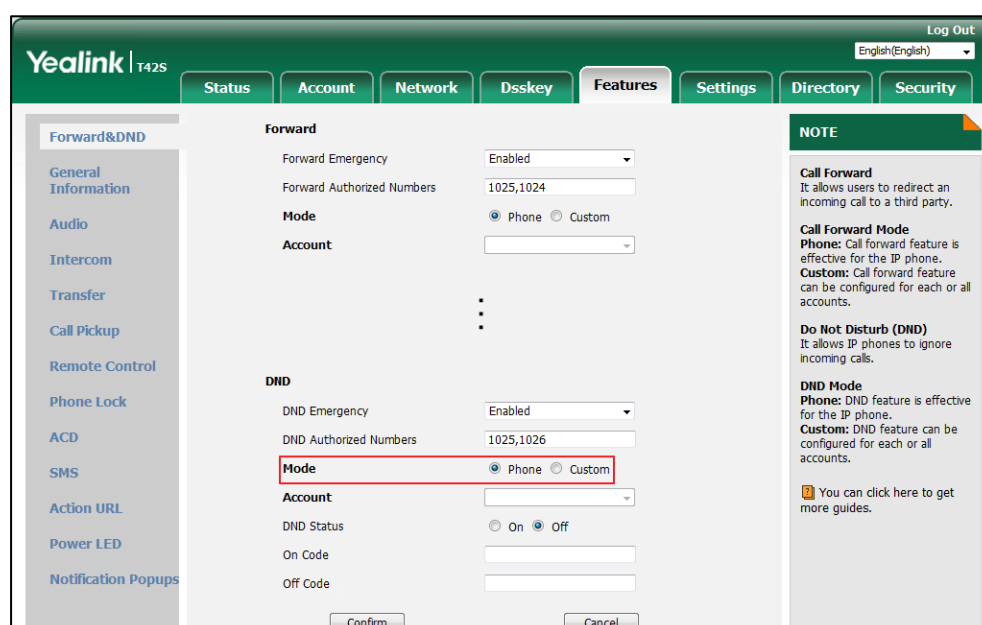 Log Out
Yealink T42S
English(English)
Status Account Network Dsskey Features Settings Directory Security
Forward&DND
General
Information
Audio
Intercom
Transfer
Call Pickup
Remote Control
Phone Lock
ACD
SMS
Action URL
Power LED
Notification Popups
Forward
Forward Emergency Enabled
Forward Authorized Numbers 1025,1024
Mode Phone Custom
Account
DND
DND Emergency Enabled
DND Authorized Numbers 1025,1026
Mode Phone Custom
Account
DND Status On Off
On Code
Off Code
Confirm Cancel
NOTE
Call Forward
It allows users to redirect an
incoming call to a third party.
Call Forward Mode
Phone: Call forward feature is
effective for the IP phone.
Custom: Call forward feature
can be configured for each or all
accounts.
Do Not Disturb (DND)
It allows IP phones to ignore
incoming calls.
DND Mode
Phone: DND feature is effective
for the IP phone.
Custom: DND feature can be
configured for each or all
accounts.
You can click here to get
more guides.